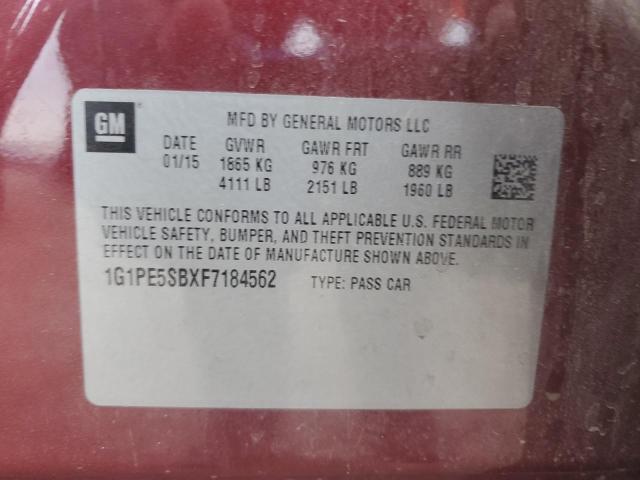 GM
MFD BY GENERAL MOTORS LLC
DATE GVWR GAWR FRT GAWR RR
01/15 1865 KG 976 KG 889 KG
4111 LB 2151 LB 1960 LB
THIS VEHICLE CONFORMS TO ALL APPLICABLE U.S. FEDERAL MOTOR
VEHICLE SAFETY, BUMPER, AND THEFT PREVENTION STANDARDS IN
EFFECT ON THE DATE OF MANUFACTURE SHOWN ABOVE.
1G1PE5SBXF7184562 TYPE: PASS CAR